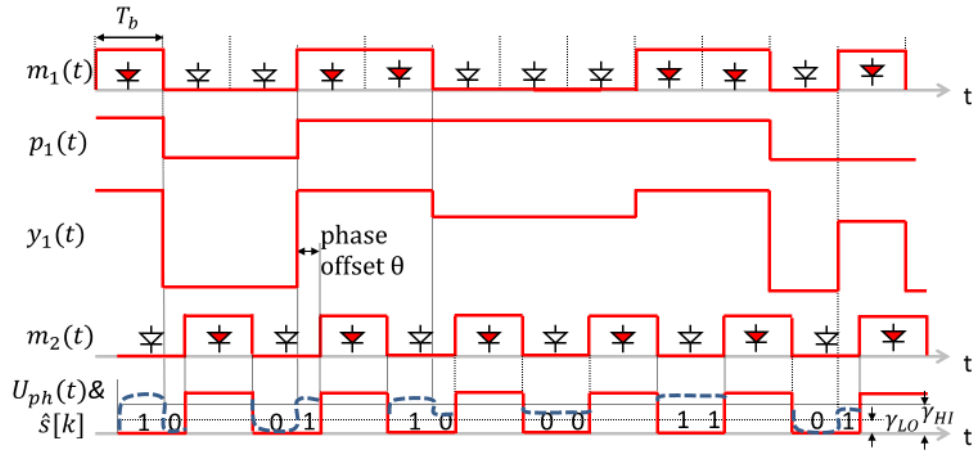 T_b
m_1(t)
t
p_1(t)
y_1(t)
phase
offset θ
m_2(t)
t
U_ph(t)&
ŝ[k]
1 0 0 1 1 0 0 0 1 1 0 1
γ_LO
γ_HI
t